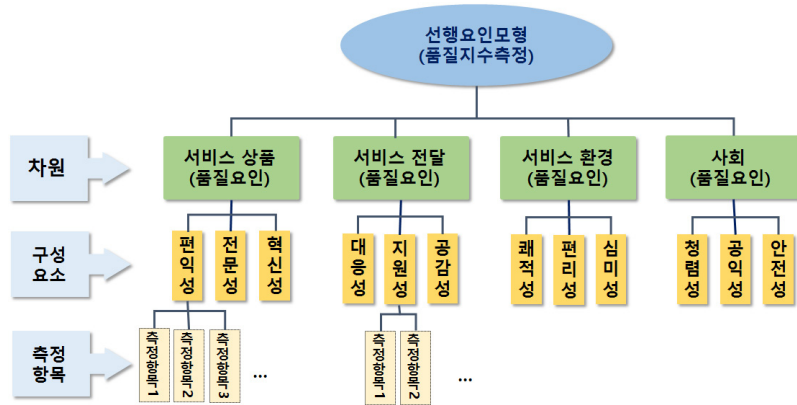 선행요인모형
(품질지수측정)
차원
서비스 상품
(품질요인)
서비스 전달
(품질요인)
서비스 환경
(품질요인)
사회
(품질요인)
구성
요소
편익성
전문성
혁신성
대응성
지원성
공감성
쾌적성
편리성
심미성
청렴성
공익성
안전성
측정
항목
측정항목1
측정항목2
측정항목3
...
측정항목1
측정항목2
...